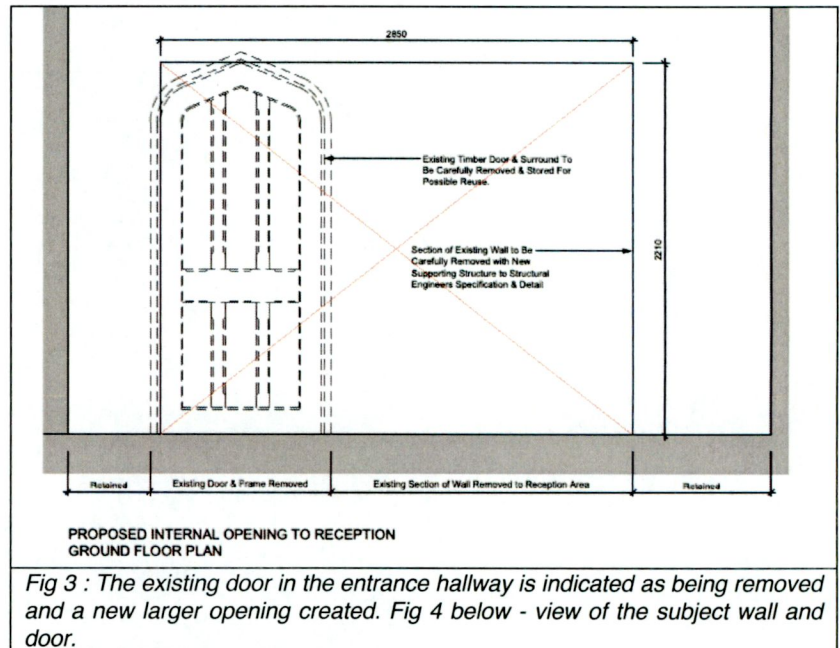 2850
Existing Timber Door & Surround To
Be Carefully Removed & Stored For
Possible Reuse.
Section of Existing Wall to Be
Carefully Removed with New
Supporting Structure to Structural
Engineers Specification & Detail
2210
Retained
Existing Door & Frame Removed
Existing Section of Wall Removed to Reception Area
Retained
PROPOSED INTERNAL OPENING TO RECEPTION
GROUND FLOOR PLAN
Fig 3 : The existing door in the entrance hallway is indicated as being removed
and a new larger opening created. Fig 4 below - view of the subject wall and
door.